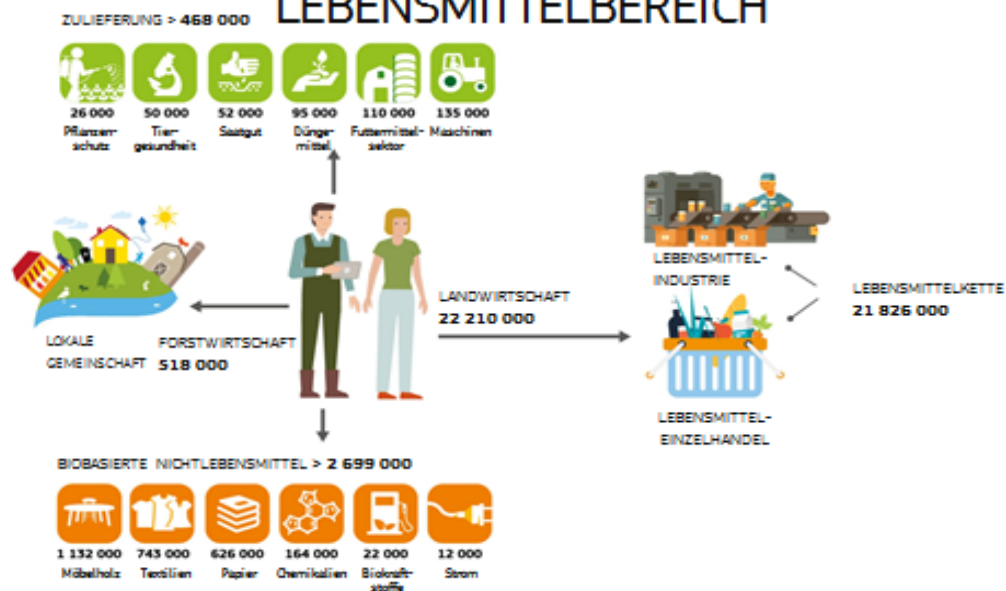 LEBENSMITTELBEREICH
ZULIEFERUNG > 468 000
26 000 50 000 52 000 95 000 110 000 135 000
Pflanzen- Tier- Saatgut Dünge- Futtermittel- Maschinen
schutz gesundheit mittel sektor
LEBENSMITTEL-
INDUSTRIE
LANDWIRTSCHAFT
22 210 000
LEBENSMITTELKETTE
21 826 000
LOKALE
GEMEINSCHAFT
FORSTWIRTSCHAFT
518 000
LEBENSMITTEL-
EINZELHANDEL
BIOBASIERTE NICHTLEBENSMITTEL > 2 699 000
1 132 000 743 000 626 000 164 000 22 000 12 000
Möbelholz Textilien Papier Chemikalien Biokraft- Strom
stoffe